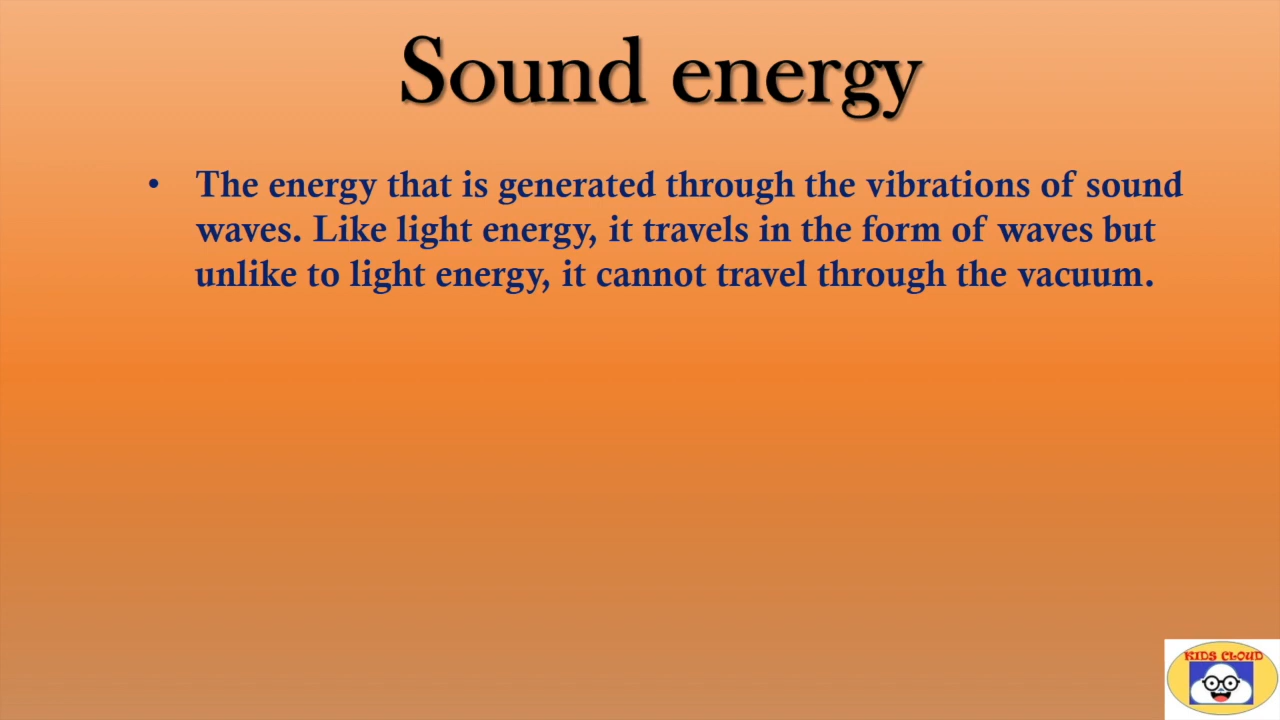 Sound energy
• The energy that is generated through the vibrations of sound
waves. Like light energy, it travels in the form of waves but
unlike to light energy, it cannot travel through the vacuum.
KIDS CLOUD